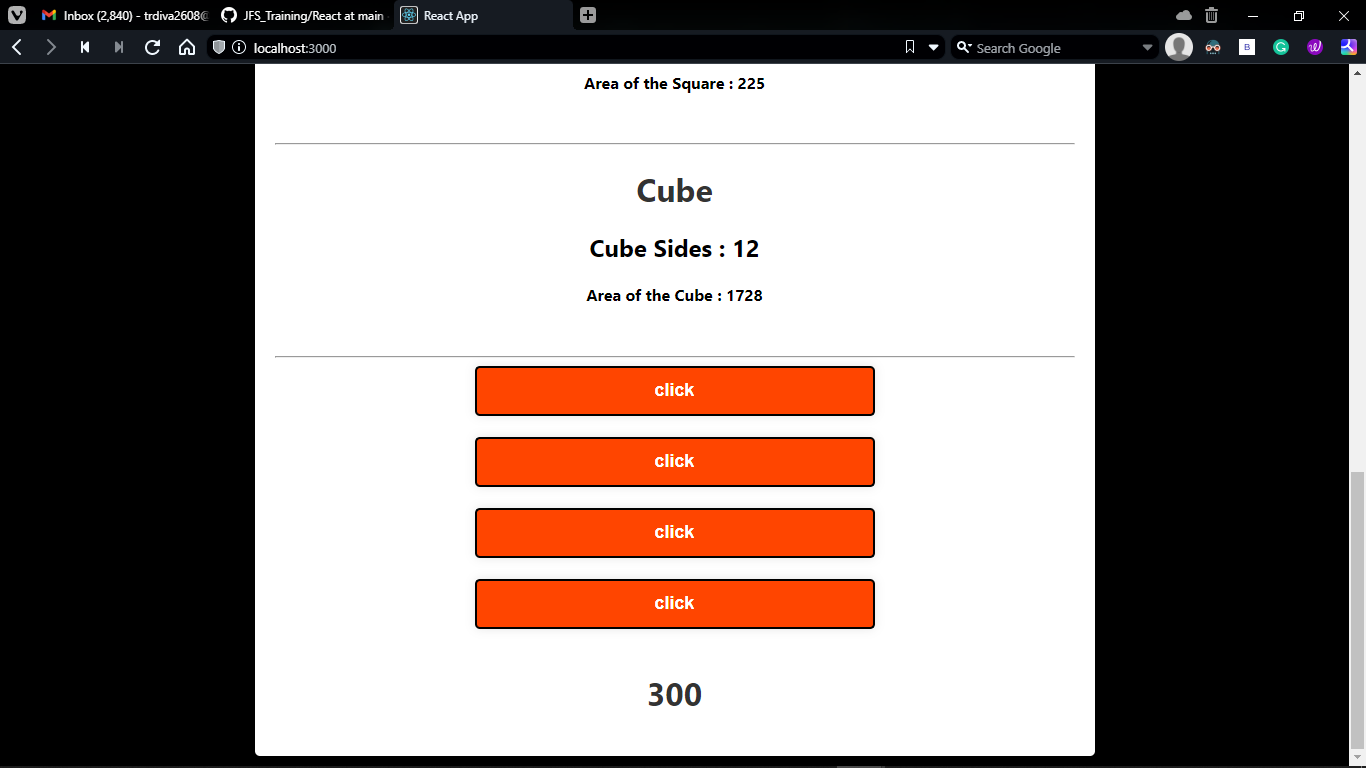 Inbox (2,840) - trdiva2608@
JFS_Training/React at main
React App
localhost:3000
Search Google
B
Area of the Square : 225
Cube
Cube Sides : 12
Area of the Cube : 1728
click
click
click
click
300